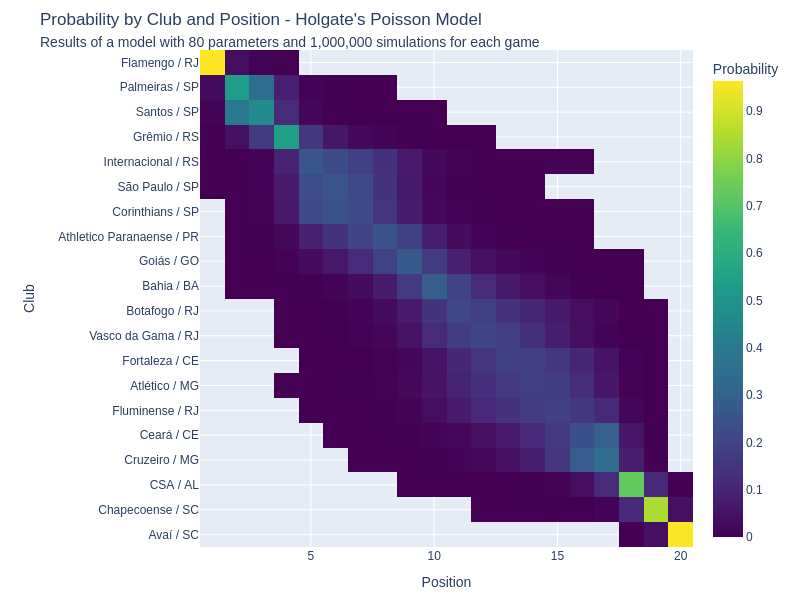 Probability by Club and Position - Holgate's Poisson Model
Results of a model with 80 parameters and 1,000,000 simulations for each game
Probability
Club
Flamengo / RJ
Palmeiras / SP
Santos / SP
Grêmio / RS
Internacional / RS
São Paulo / SP
Corinthians / SP
Athletico Paranaense / PR
Goiás / GO
Bahia / BA
Botafogo / RJ
Vasco da Gama / RJ
Fortaleza / CE
Atlético / MG
Fluminense / RJ
Ceará / CE
Cruzeiro / MG
CSA / AL
Chapecoense / SC
Avaí / SC
0.9
0.8
0.7
0.6
0.5
0.4
0.3
0.2
0.1
0
5
10
15
20
Position